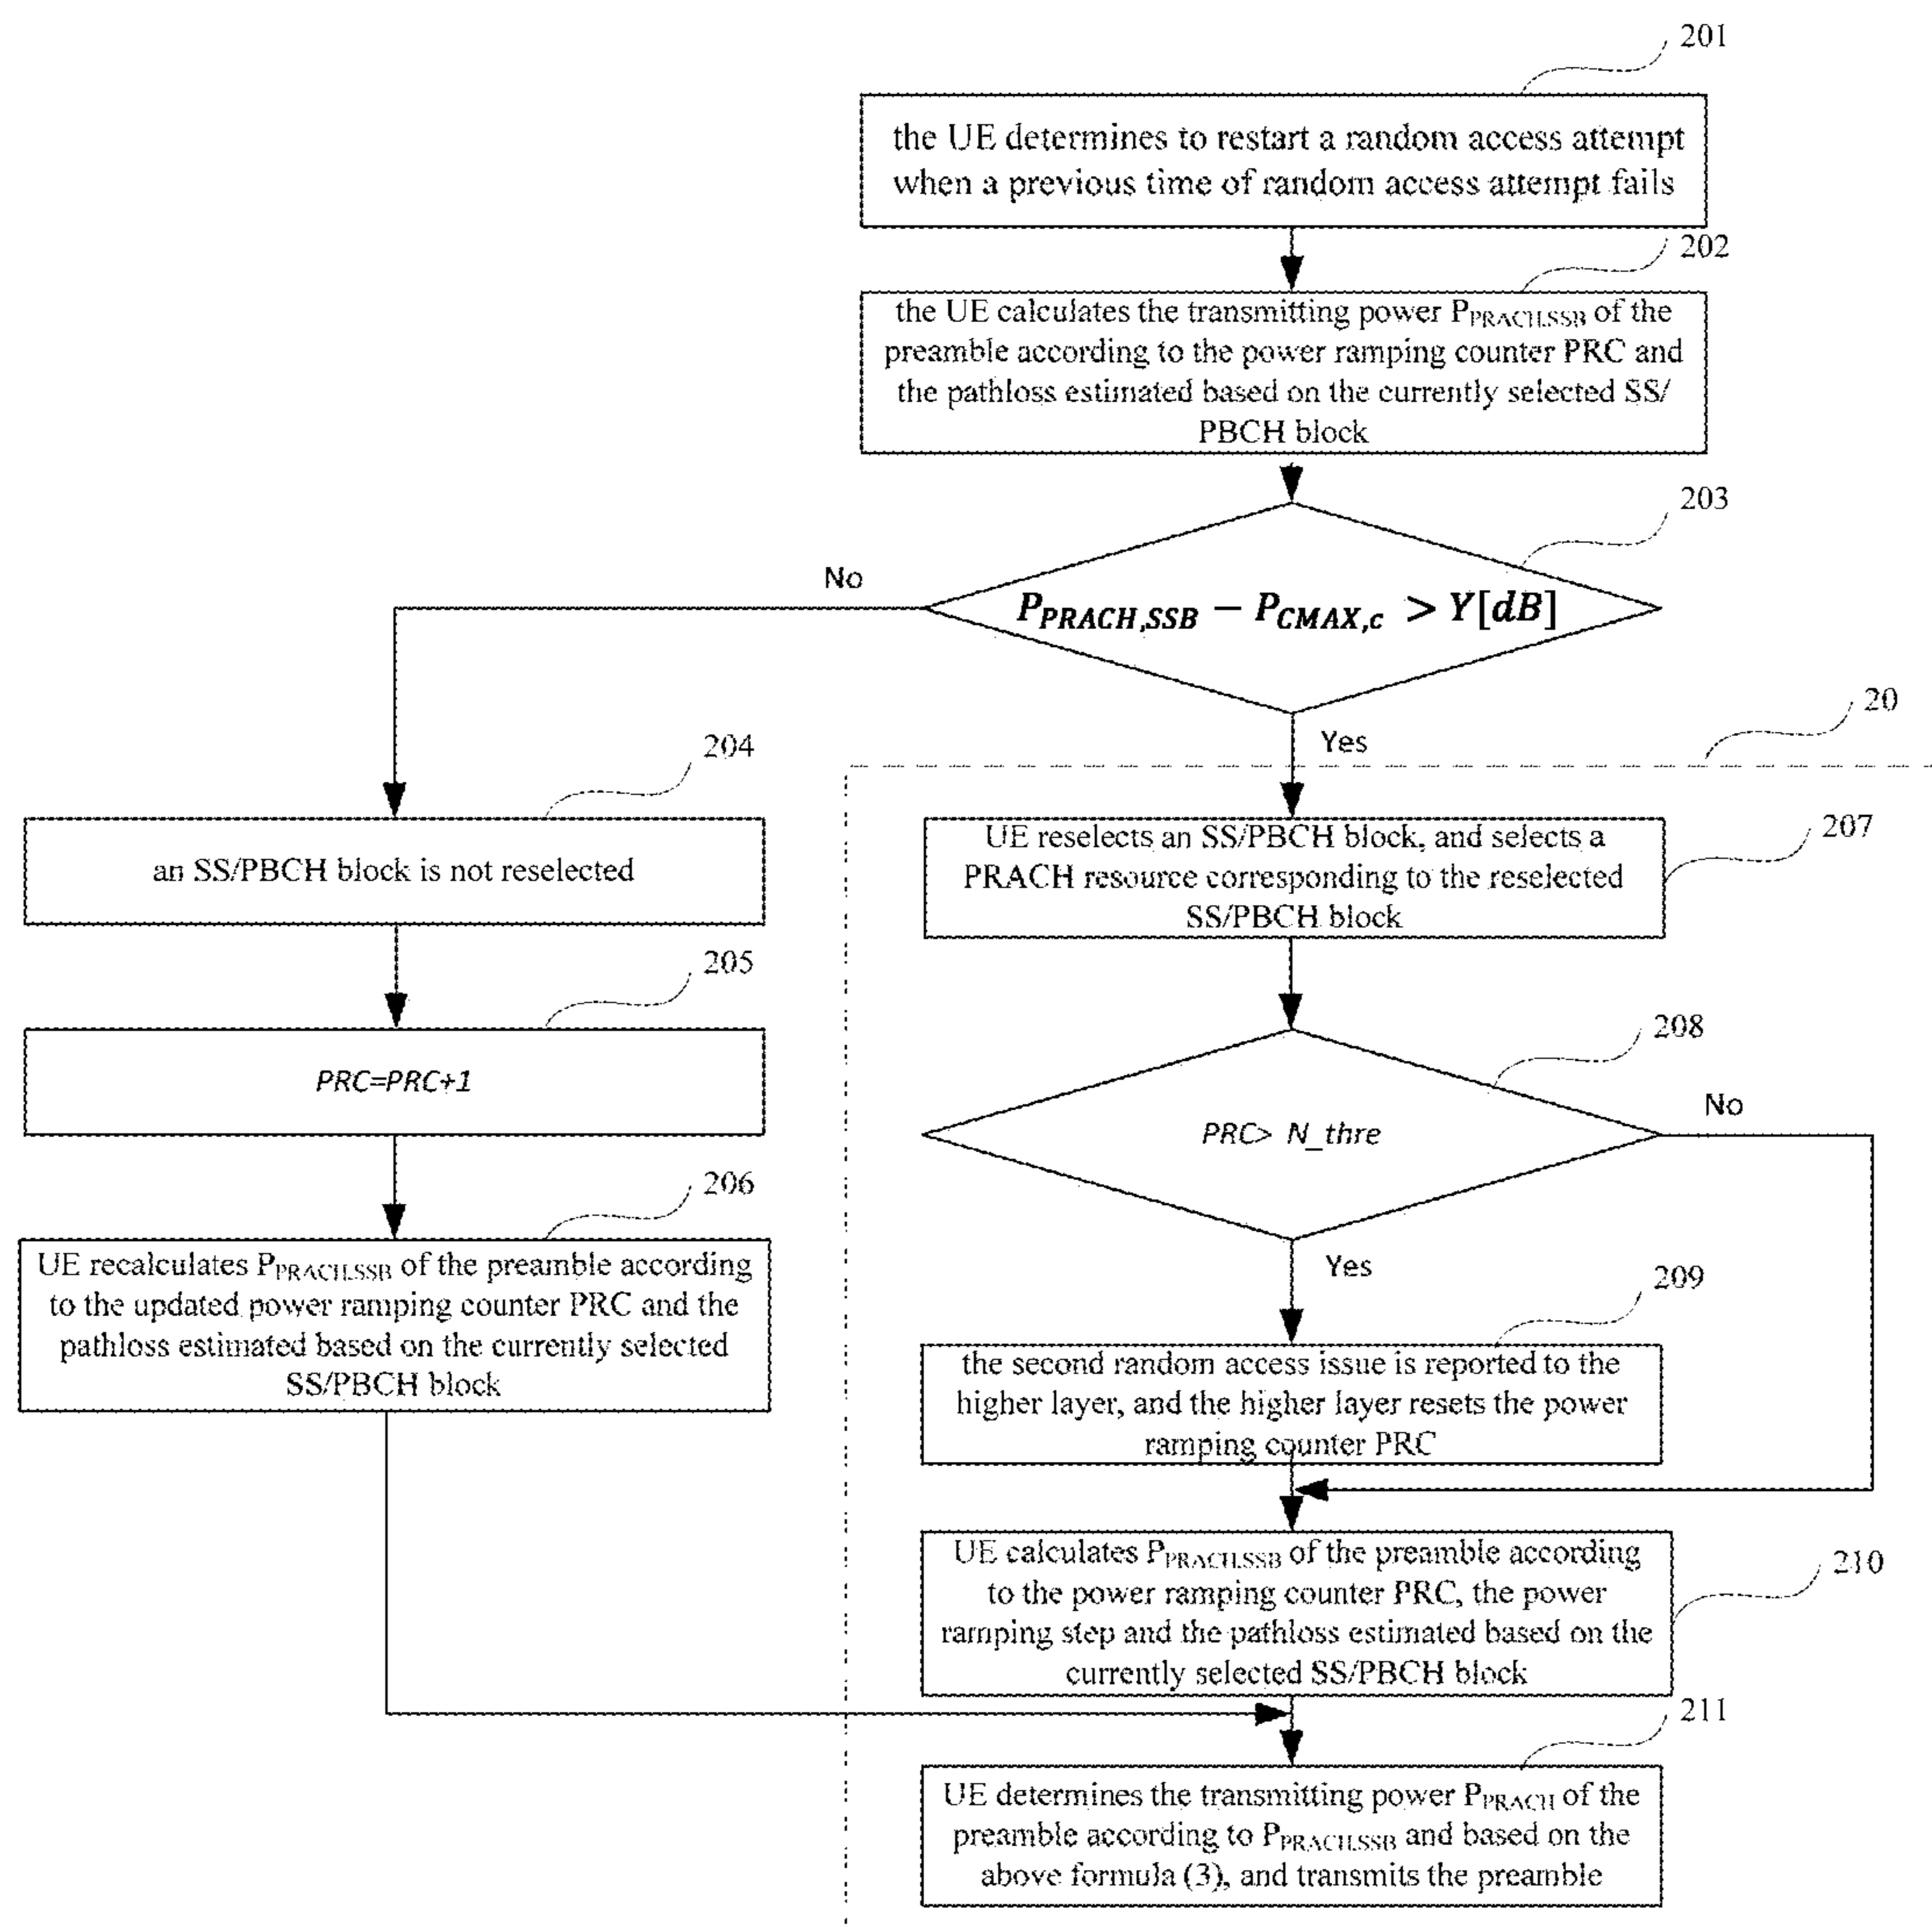 201
the UE determines to restart a random access attempt
when a previous time of random access attempt fails
202
the UE calculates the transmitting power P_PRACH,SSB of the
preamble according to the power ramping counter PRC and
the pathloss estimated based on the currently selected SS/
PBCH block
203
No
P_PRACH,SSB − P_CMAX,c > Y[dB]
Yes
20
204
an SS/PBCH block is not reselected
205
PRC=PRC+1
206
UE recalculates P_PRACH,SSB of the preamble according
to the updated power ramping counter PRC and the
pathloss estimated based on the currently selected
SS/PBCH block
207
UE reselects an SS/PBCH block, and selects a
PRACH resource corresponding to the reselected
SS/PBCH block
208
No
PRC> N_thre
Yes
209
the second random access issue is reported to the
higher layer, and the higher layer resets the power
ramping counter PRC
210
UE calculates P_PRACH,SSB of the preamble according
to the power ramping counter PRC, the power
ramping step and the pathloss estimated based on the
currently selected SS/PBCH block
211
UE determines the transmitting power P_PRACH of the
preamble according to P_PRACH,SSB and based on the
above formula (3), and transmits the preamble